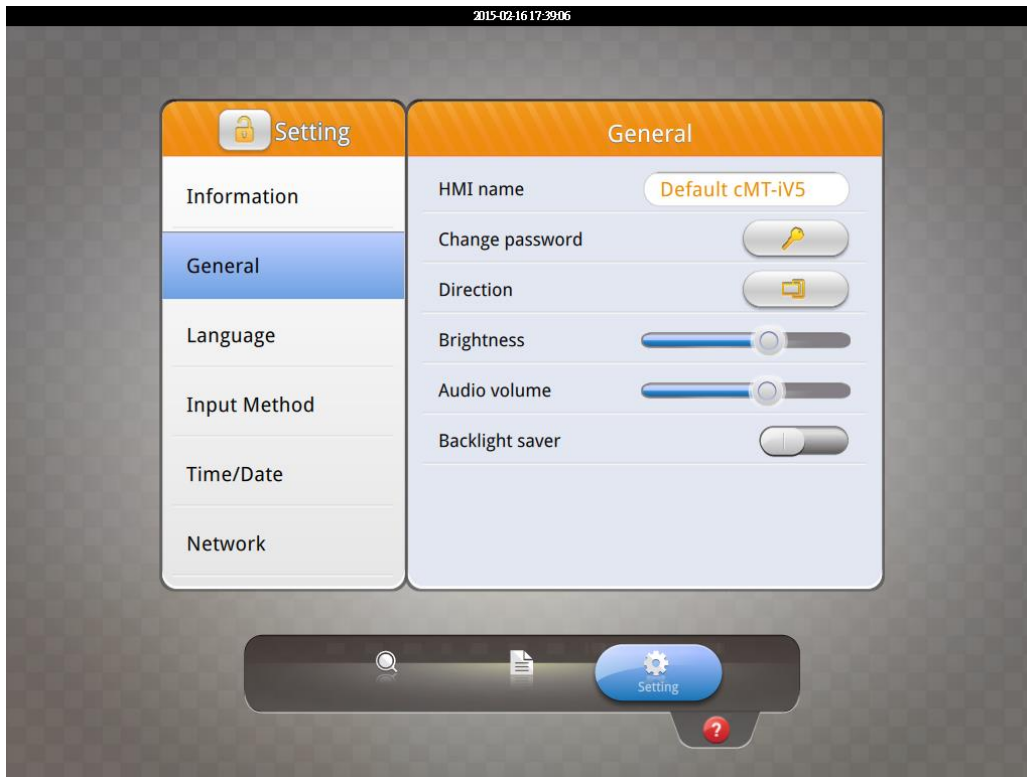 2015-02-16 17:39:06
Setting
General
Information
General
Language
Input Method
Time/Date
Network
HMI name
Default cMT-iV5
Change password
Direction
Brightness
Audio volume
Backlight saver
Setting
?